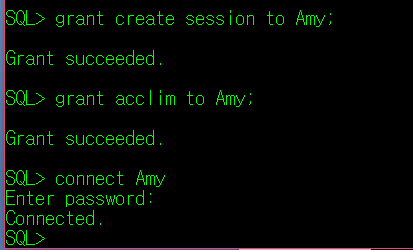 SQL> grant create session to Amy;
Grant succeeded.
SQL> grant acclim to Amy;
Grant succeeded.
SQL> connect Amy
Enter password:
Connected.
SQL>